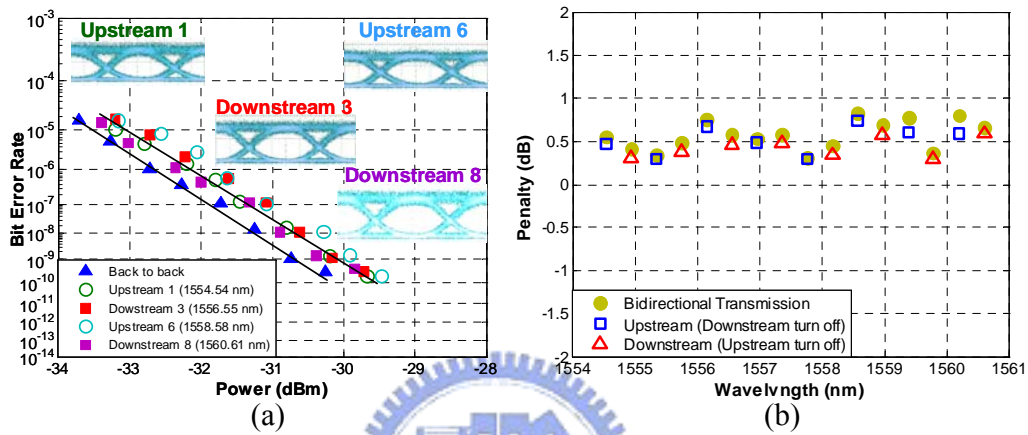 Upstream 1
Upstream 6
Downstream 3
Downstream 8
10-3
10-4
10-5
10-6
10-7
10-8
10-9
10-10
10-11
10-12
10-13
10-14
Bit Error Rate
Back to back
Upstream 1 (1554.54 nm)
Dowstream 3 (1556.55 nm)
Upstream 6 (1558.58 nm)
Downstream 8 (1560.61 nm)
-34
-33
-32
-31
-30
-29
-28
Power (dBm)
(a)
2
1.5
1
0.5
0
-0.5
-1
-1.5
-2
Penalty (dB)
Bidirectional Transmission
Upstream (Downstream turn off)
Downstream (Upstream turn off)
1554
1555
1556
1557
1558
1559
1560
1561
Wavelvngth (nm)
(b)